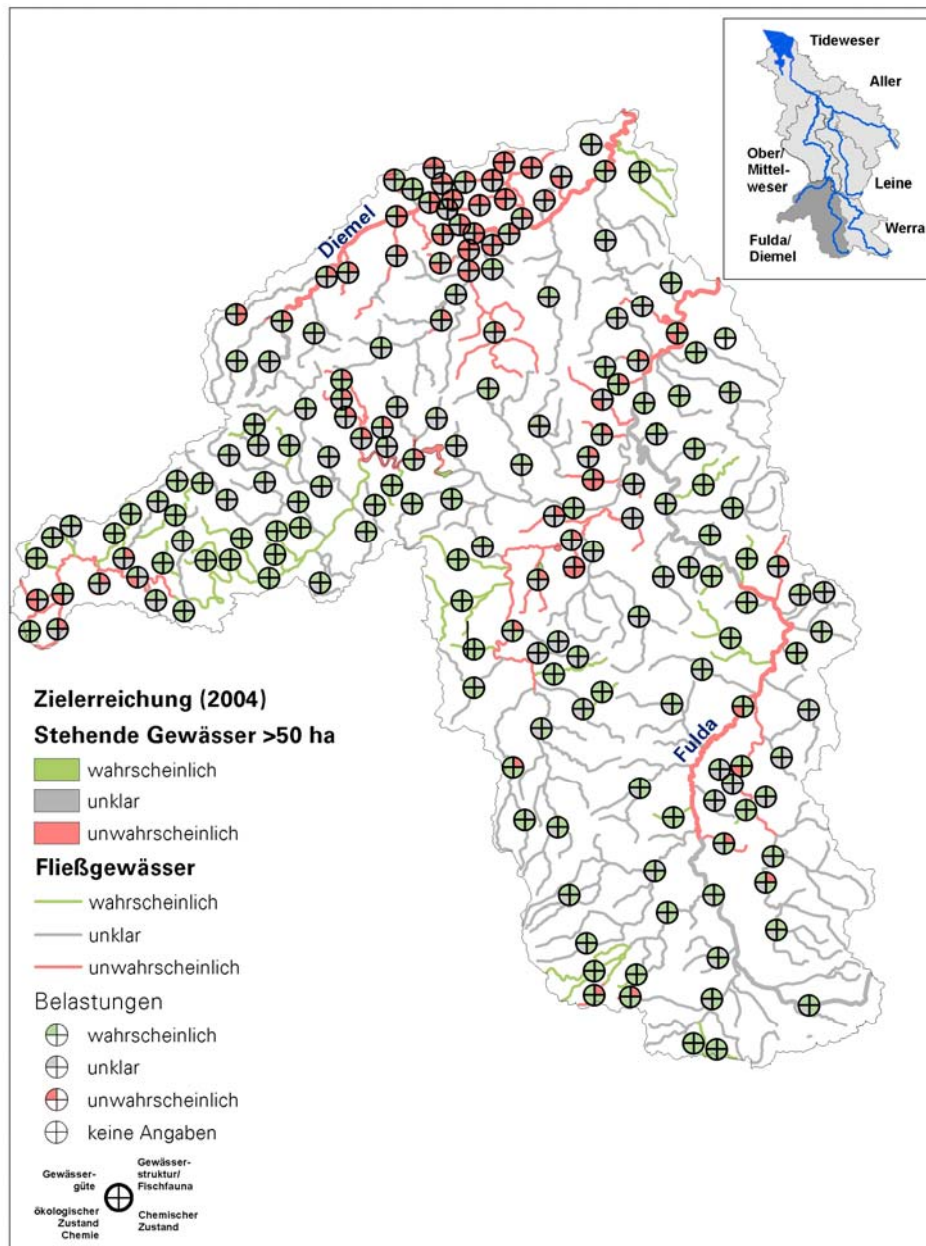 Tideweser
Aller
Ober/
Mittel-
weser
Leine
Werra
Fulda/
Diemel
Diemel
Fulda
Zielerreichung (2004)
Stehende Gewässer >50 ha
wahrscheinlich
unklar
unwahrscheinlich
Fließgewässer
wahrscheinlich
unklar
unwahrscheinlich
Belastungen
wahrscheinlich
unklar
unwahrscheinlich
keine Angaben
Gewässer-
güte
Gewässer-
struktur/
Fischfauna
ökologischer
Zustand
Chemie
Chemischer
Zustand